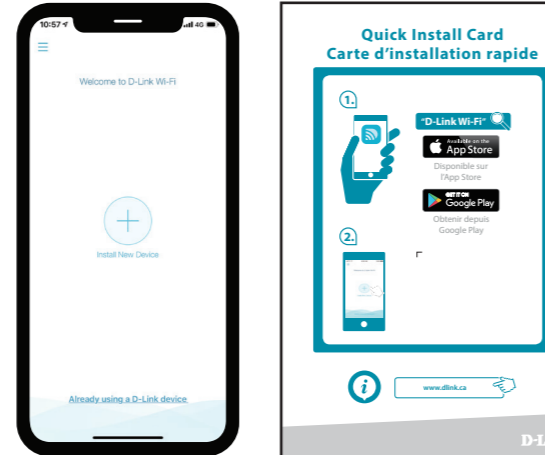 10:57
4G
Welcome to D-Link Wi-Fi
Install New Device
Already using a D-Link device
Quick Install Card
Carte d'installation rapide
1.
"D-Link Wi-Fi"
Available on the
App Store
Disponible sur
l'App Store
GET IT ON
Google Play
Obtenir depuis
Google Play
2.
i
www.dlink.ca